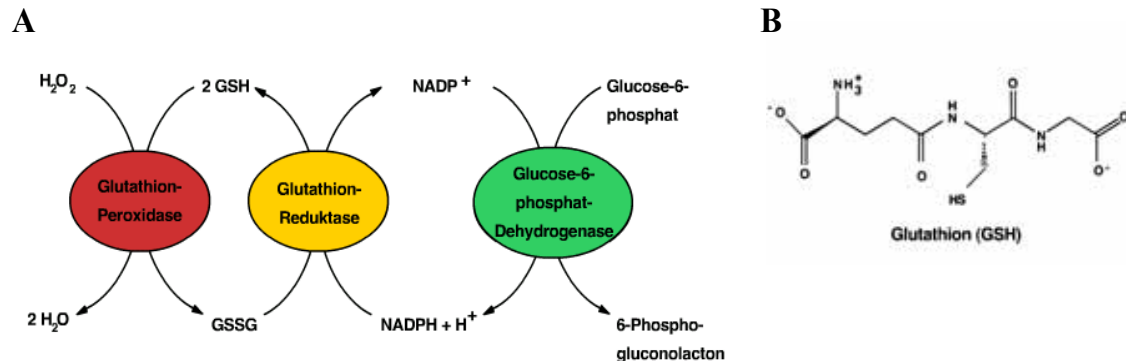 A
B
H2O2
2 GSH
NADP+
Glucose-6-
phosphat
Glutathion-
Peroxidase
Glutathion-
Reduktase
Glucose-6-
phosphat-
Dehydrogenase
2 H2O
GSSG
NADPH + H+
6-Phospho-
gluconolacton
NH3+
-O
O
O
H
N
O
N
H
O
O-
HS
Glutathion (GSH)